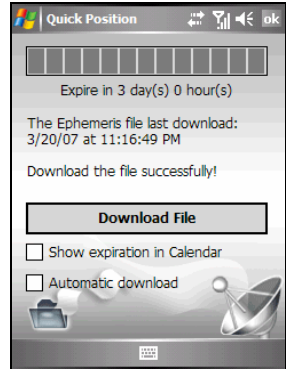 Quick Position ok
Expire in 3 day(s) 0 hour(s)
The Ephemeris file last download:
3/20/07 at 11:16:49 PM
Download the file successfully!
Download File
Show expiration in Calendar
Automatic download